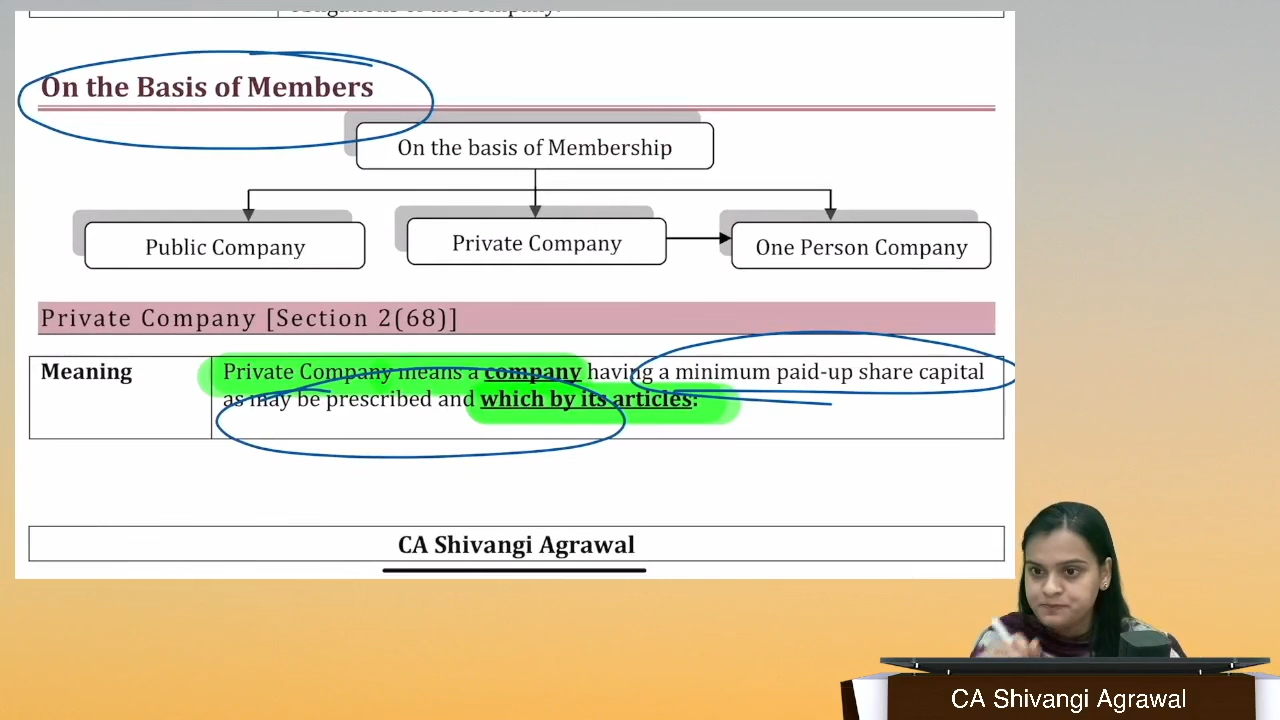 On the Basis of Members
On the basis of Membership
Public Company
Private Company
One Person Company
Private Company [Section 2(68)]
Meaning
Private Company means a company having a minimum paid-up share capital
as may be prescribed and which by its articles:
CA Shivangi Agrawal
CA Shivangi Agrawal